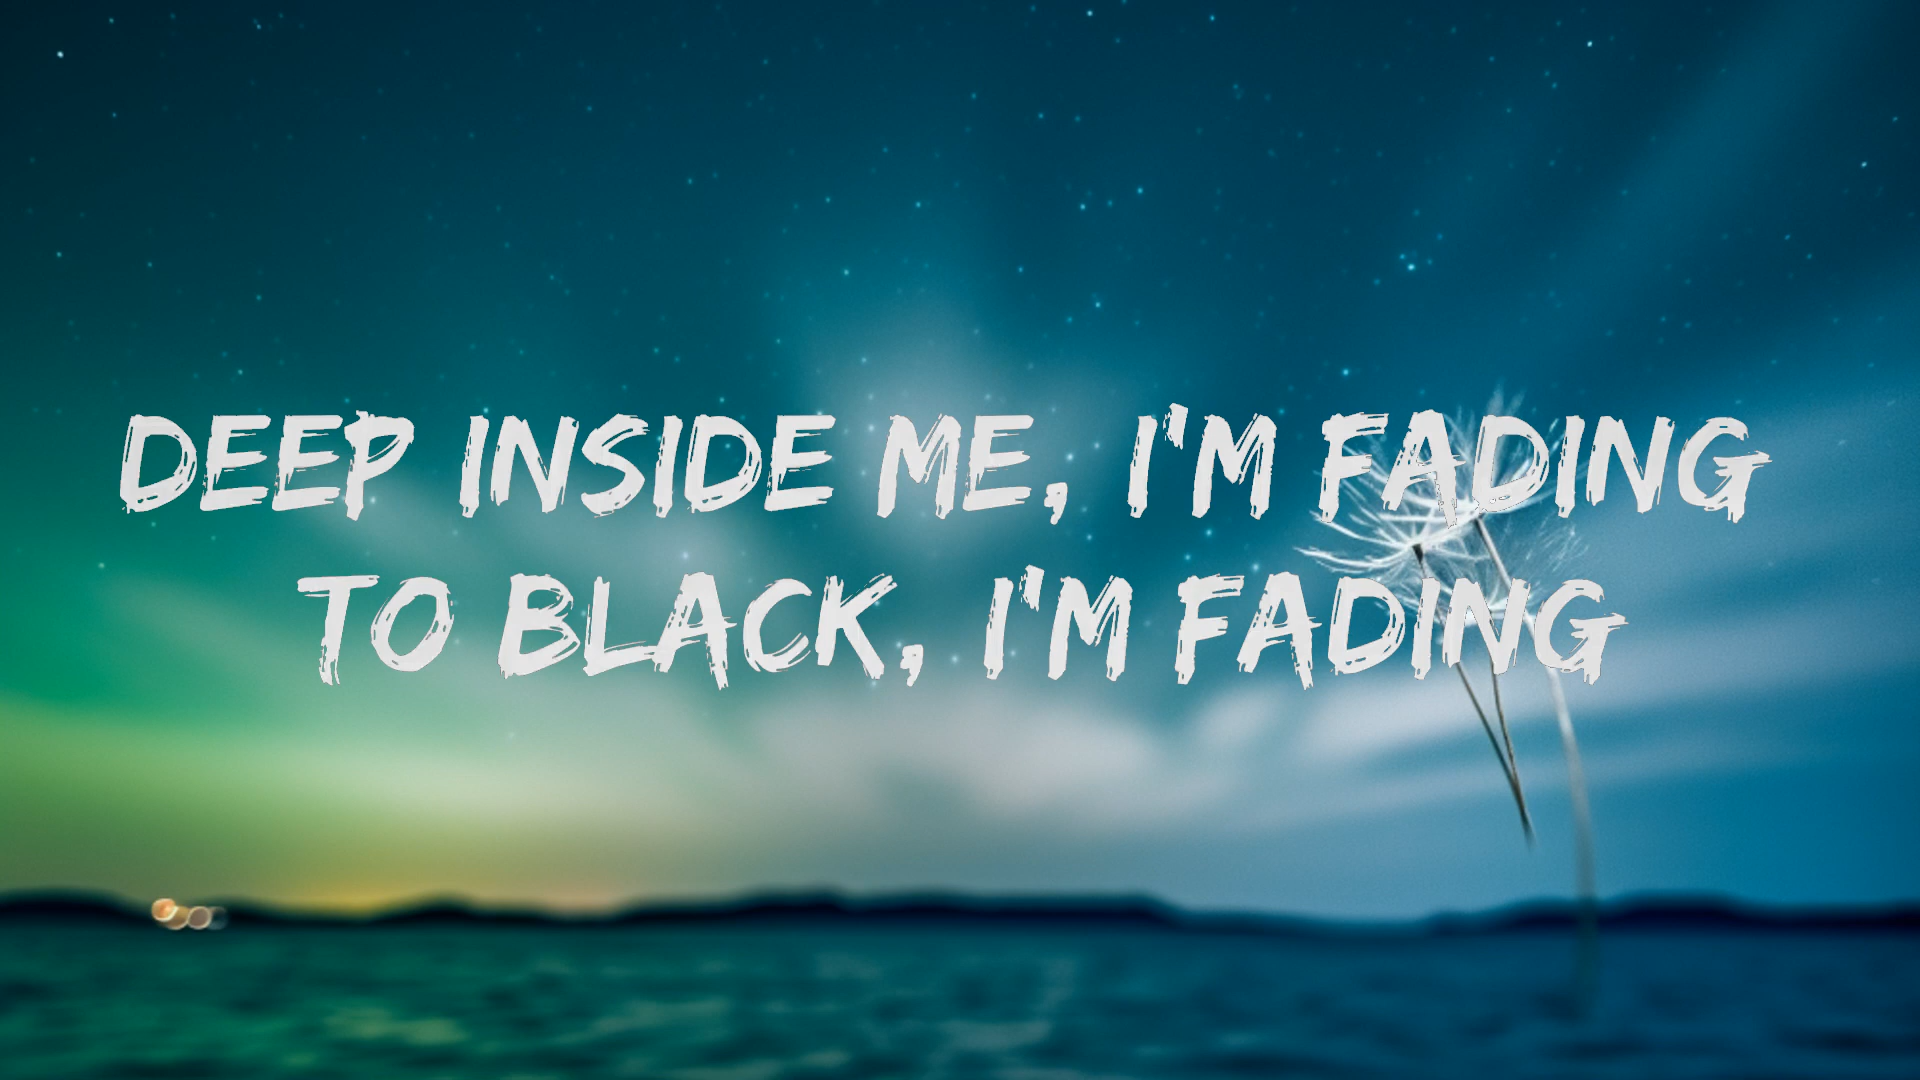 DEEP INSIDE ME, I'M FADING
TO BLACK, I'M FADING